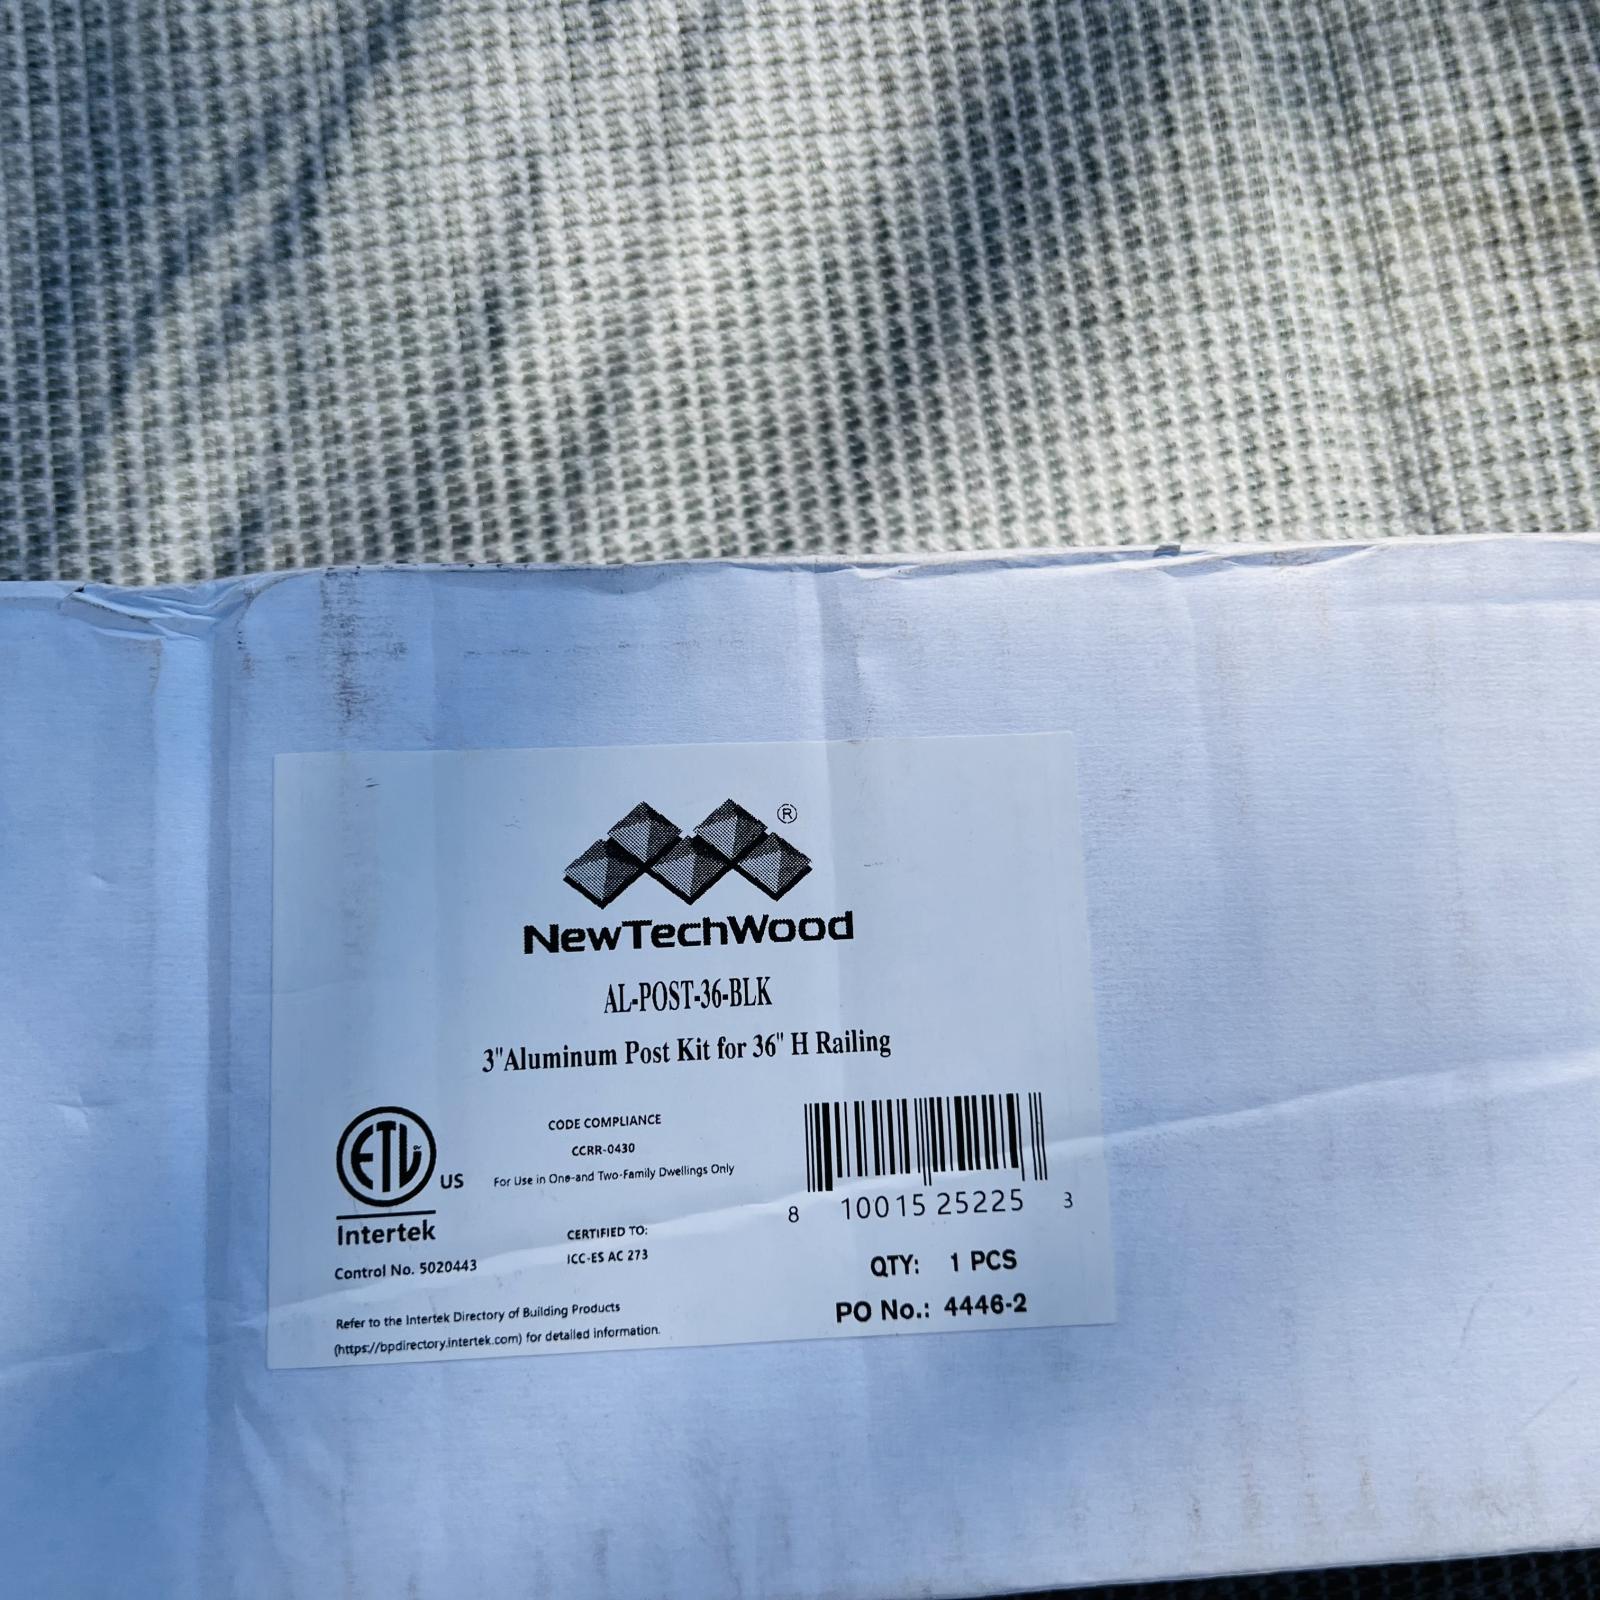 ®
NewTechWood
AL-POST-36-BLK
3"Aluminum Post Kit for 36" H Railing
ETL
US
Intertek
Control No. 5020443
CODE COMPLIANCE
CCRR-0430
For Use in One-and Two-Family Dwellings Only
CERTIFIED TO:
ICC-ES AC 273
Refer to the Intertek Directory of Building Products
(https://bpdirectory.intertek.com) for detailed information.
8 10015 25225 3
QTY: 1 PCS
PO No.: 4446-2